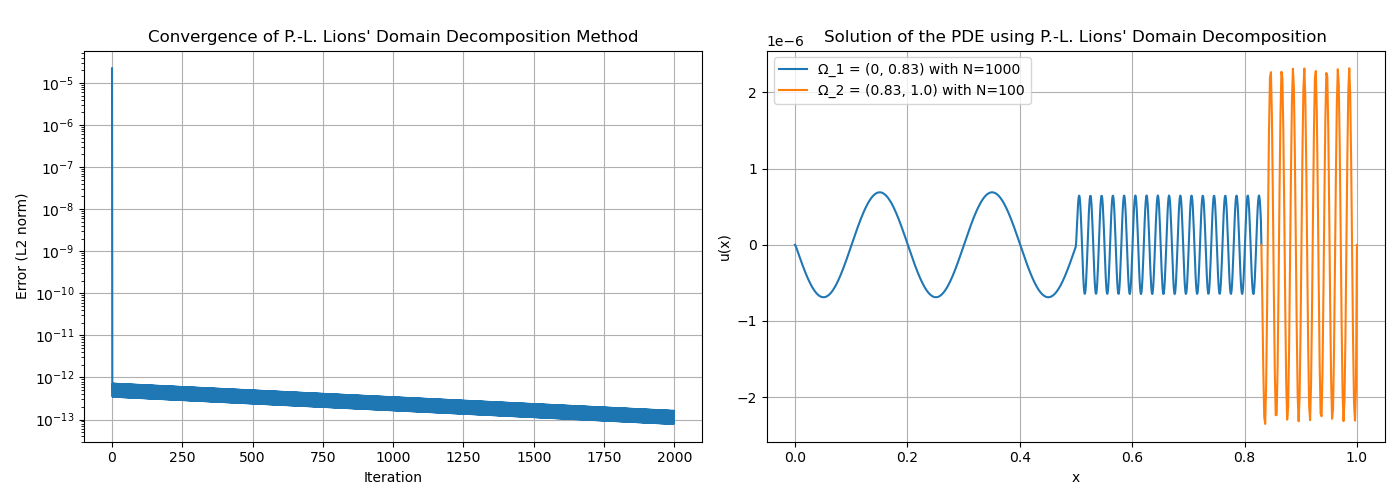 Convergence of P.-L. Lions' Domain Decomposition Method
Error (L2 norm)
10⁻⁵
10⁻⁶
10⁻⁷
10⁻⁸
10⁻⁹
10⁻¹⁰
10⁻¹¹
10⁻¹²
10⁻¹³
0 250 500 750 1000 1250 1500 1750 2000
Iteration
Solution of the PDE using P.-L. Lions' Domain Decomposition
1e−6
Ω_1 = (0, 0.83) with N=1000
Ω_2 = (0.83, 1.0) with N=100
u(x)
2
1
0
−1
−2
0.0 0.2 0.4 0.6 0.8 1.0
x